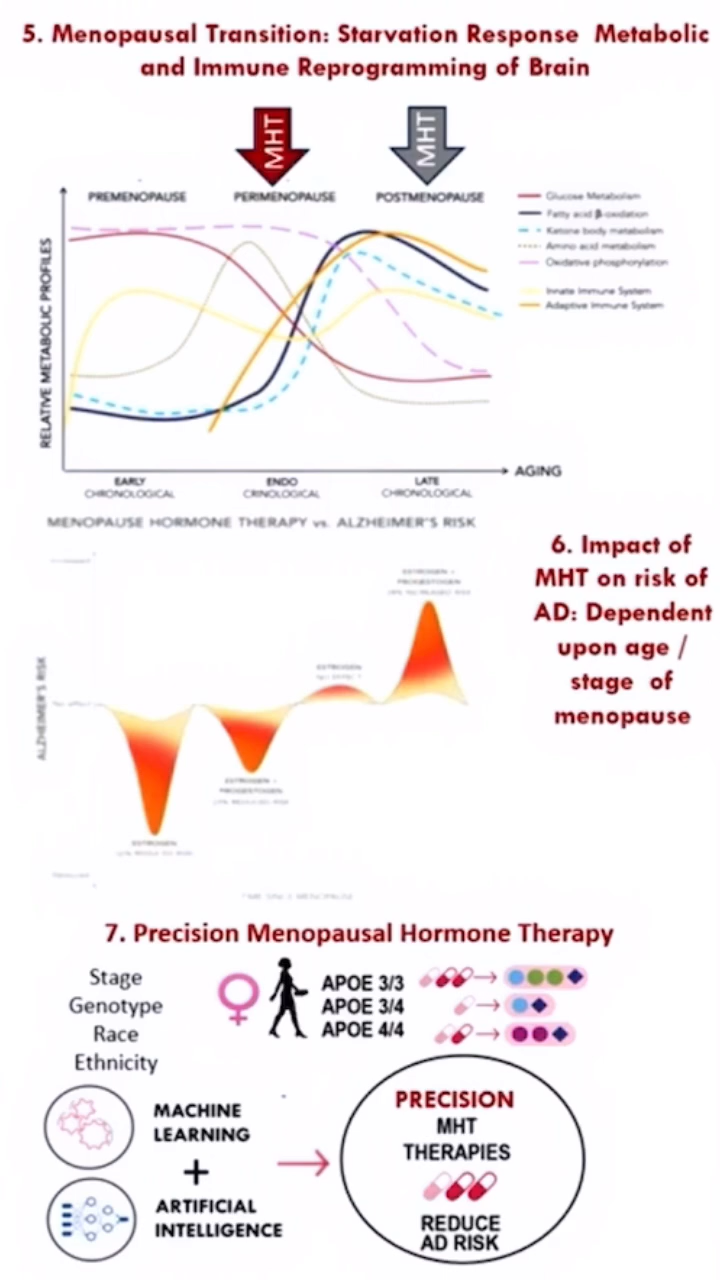 5. Menopausal Transition: Starvation Response Metabolic
and Immune Reprogramming of Brain
MHT
MHT
PREMENOPAUSE
PERIMENOPAUSE
POSTMENOPAUSE
Glucose Metabolism
Fatty acid β-oxidation
Ketone body metabolism
Amino acid metabolism
Oxidative phosphorylation
Innate Immune System
Adaptive Immune System
RELATIVE METABOLIC PROFILES
AGING
EARLY
CHRONOLOGICAL
ENDO
CRINOLOGICAL
LATE
CHRONOLOGICAL
MENOPAUSE HORMONE THERAPY vs. ALZHEIMER'S RISK
6. Impact of
MHT on risk of
AD: Dependent
upon age /
stage of
menopause
ALZHEIMER'S RISK
ESTROGEN +
PROGESTOGEN
ESTROGEN
ESTROGEN +
PROGESTOGEN
ESTROGEN
7. Precision Menopausal Hormone Therapy
Stage
Genotype
Race
Ethnicity
APOE 3/3
APOE 3/4
APOE 4/4
MACHINE
LEARNING
+
ARTIFICIAL
INTELLIGENCE
PRECISION
MHT
THERAPIES
REDUCE
AD RISK